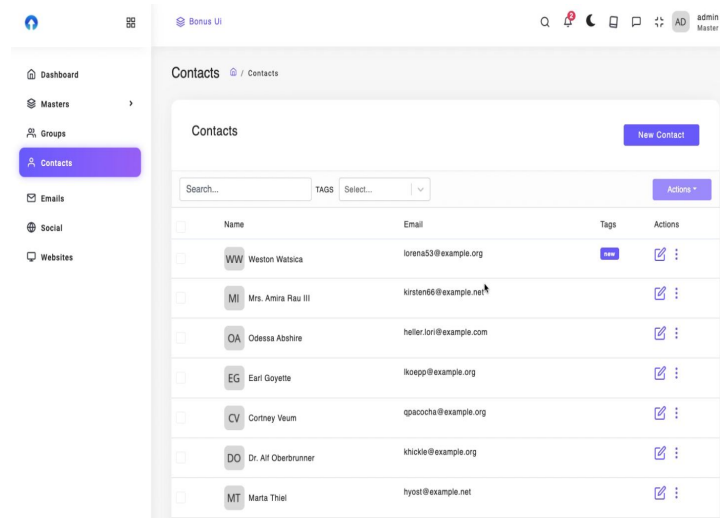 Bonus Ui
2
AD
admin
Master
Dashboard
Masters
Groups
Contacts
Emails
Social
Websites
Contacts / Contacts
Contacts
New Contact
Search...
TAGS
Select...
Actions
Name Email Tags Actions
WW Weston Watsica lorena53@example.org new
MI Mrs. Amira Rau III kirsten66@example.net
OA Odessa Abshire heller.lori@example.com
EG Earl Goyette lkoepp@example.org
CV Cortney Veum qpacocha@example.org
DO Dr. Alf Oberbrunner khickle@example.org
MT Marta Thiel hyost@example.net